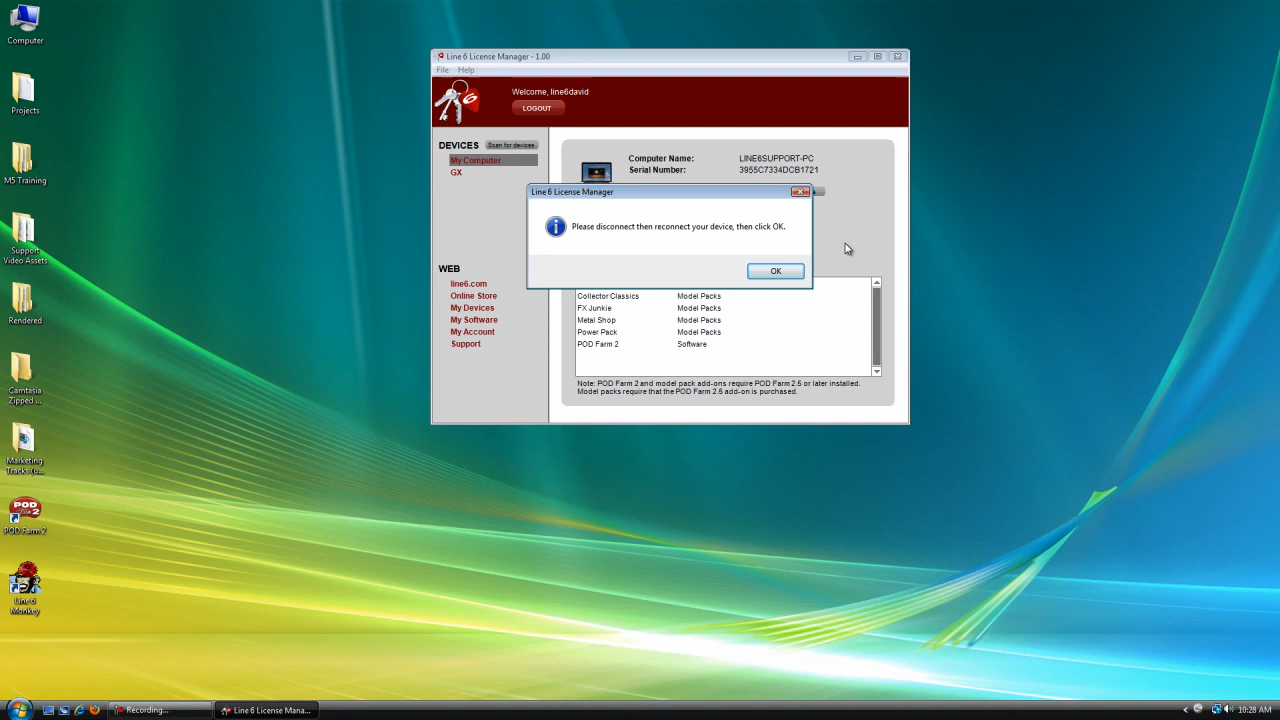 Computer
Projects
MS Training
Support
Video Assets
Rendered
Camtasia
Zipped ...
Marketing
Tracks (u...
POD
2
POD Farm 2
Line 6
Monkey
Line 6 License Manager - 1.00
File Help
6
Welcome, line6david
LOGOUT
DEVICES Scan for devices
My Computer
GX
WEB
line6.com
Online Store
My Devices
My Software
My Account
Support
Computer Name: LINE6SUPPORT-PC
Serial Number: 3955C7334DCB1721
Line 6 License Manager
Please disconnect then reconnect your device, then click OK.
OK
Collector Classics Model Packs
FX Junkie Model Packs
Metal Shop Model Packs
Power Pack Model Packs
POD Farm 2 Software
Note: POD Farm 2 and model pack add-ons require POD Farm 2.5 or later installed.
Model packs require that the POD Farm 2.5 add-on is purchased.
Recording...
Line 6 License Mana...
10:28 AM